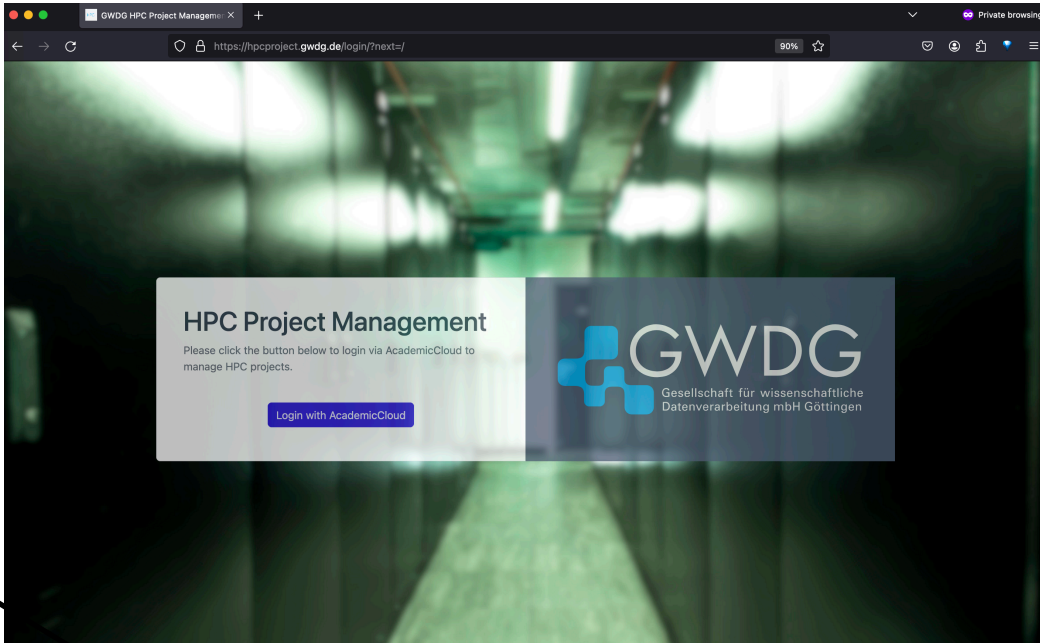 GWDG HPC Project Managemen
Private browsing
https://hpcproject.gwdg.de/login/?next=/
90%
HPC Project Management
Please click the button below to login via AcademicCloud to
manage HPC projects.
Login with AcademicCloud
GWDG
Gesellschaft für wissenschaftliche
Datenverarbeitung mbH Göttingen